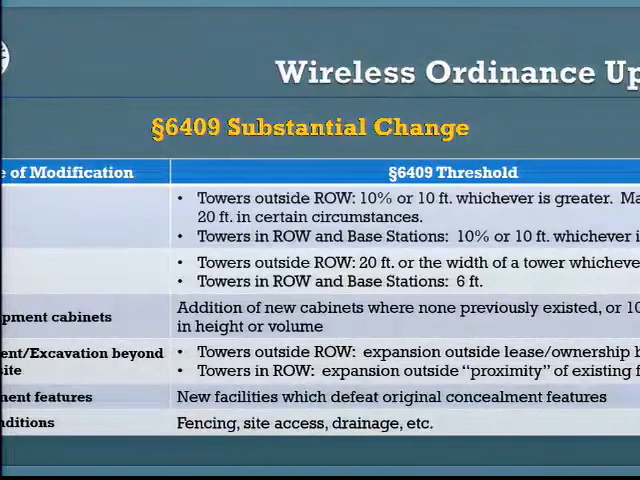 Wireless Ordinance Up
§6409 Substantial Change
e of Modification
§6409 Threshold
• Towers outside ROW: 10% or 10 ft. whichever is greater. Ma
20 ft. in certain circumstances.
• Towers in ROW and Base Stations: 10% or 10 ft. whichever i
• Towers outside ROW: 20 ft. or the width of a tower whicheve
• Towers in ROW and Base Stations: 6 ft.
pment cabinets
Addition of new cabinets where none previously existed, or 10
in height or volume
ent/Excavation beyond
site
• Towers outside ROW: expansion outside lease/ownership b
• Towers in ROW: expansion outside "proximity" of existing f
ment features
New facilities which defeat original concealment features
nditions
Fencing, site access, drainage, etc.